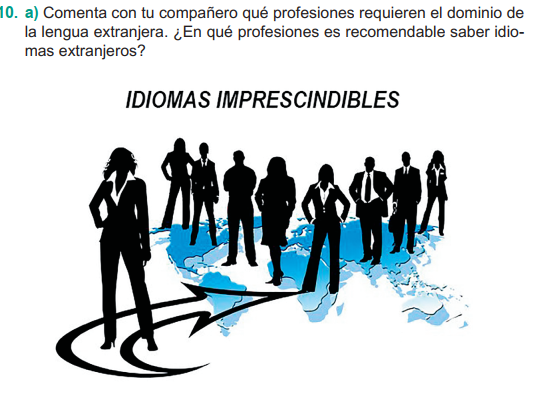 10. a) Comenta con tu compañero qué profesiones requieren el dominio de
la lengua extranjera. ¿En qué profesiones es recomendable saber idio-
mas extranjeros?
IDIOMAS IMPRESCINDIBLES